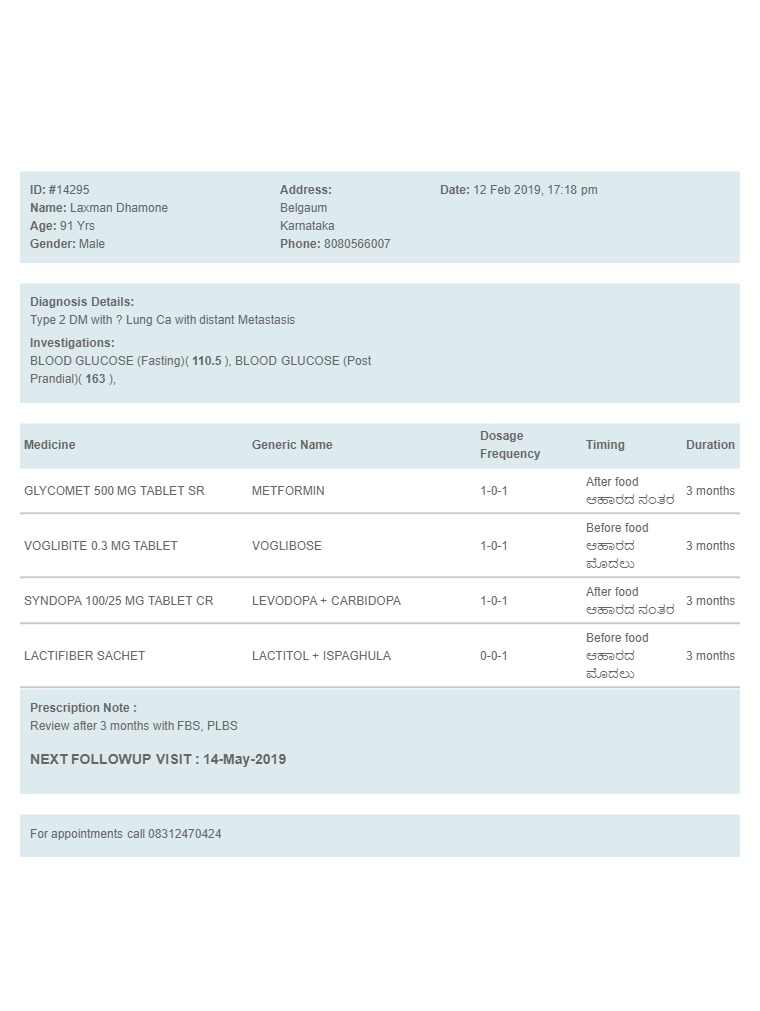 ID: #14295
Name: Laxman Dhamone
Age: 91 Yrs
Gender: Male
Address:
Belgaum
Karnataka
Phone: 8080566007
Date: 12 Feb 2019, 17:18 pm
Diagnosis Details:
Type 2 DM with ? Lung Ca with distant Metastasis
Investigations:
BLOOD GLUCOSE (Fasting)( 110.5 ), BLOOD GLUCOSE (Post
Prandial)( 163 ),
Medicine Generic Name Dosage Frequency Timing Duration
GLYCOMET 500 MG TABLET SR METFORMIN 1-0-1 After food ಆಹಾರದ ನಂತರ 3 months
VOGLIBITE 0.3 MG TABLET VOGLIBOSE 1-0-1 Before food ಆಹಾರದ ಮೊದಲು 3 months
SYNDOPA 100/25 MG TABLET CR LEVODOPA + CARBIDOPA 1-0-1 After food ಆಹಾರದ ನಂತರ 3 months
LACTIFIBER SACHET LACTITOL + ISPAGHULA 0-0-1 Before food ಆಹಾರದ ಮೊದಲು 3 months
Prescription Note :
Review after 3 months with FBS, PLBS
NEXT FOLLOWUP VISIT : 14-May-2019
For appointments call 08312470424